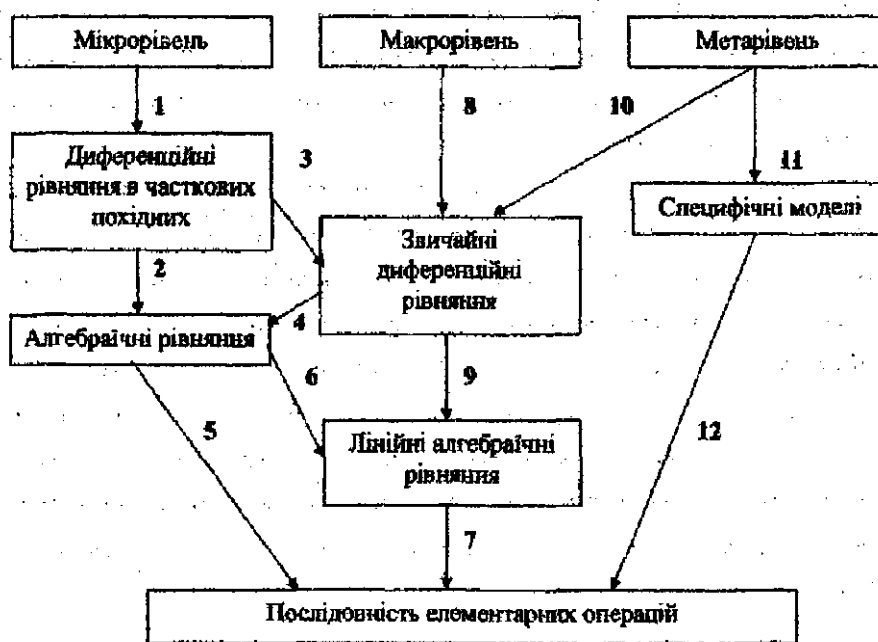 Мікрорівень
Макрорівень
Метарівень
1
8
10
11
Диференційні
рівняння в часткових
похідних
3
Специфічні моделі
Звичайні
диференційні
рівняння
2
4
Алгебраїчні рівняння
6
9
5
12
Лінійні алгебраїчні
рівняння
7
Послідовність елементарних операцій